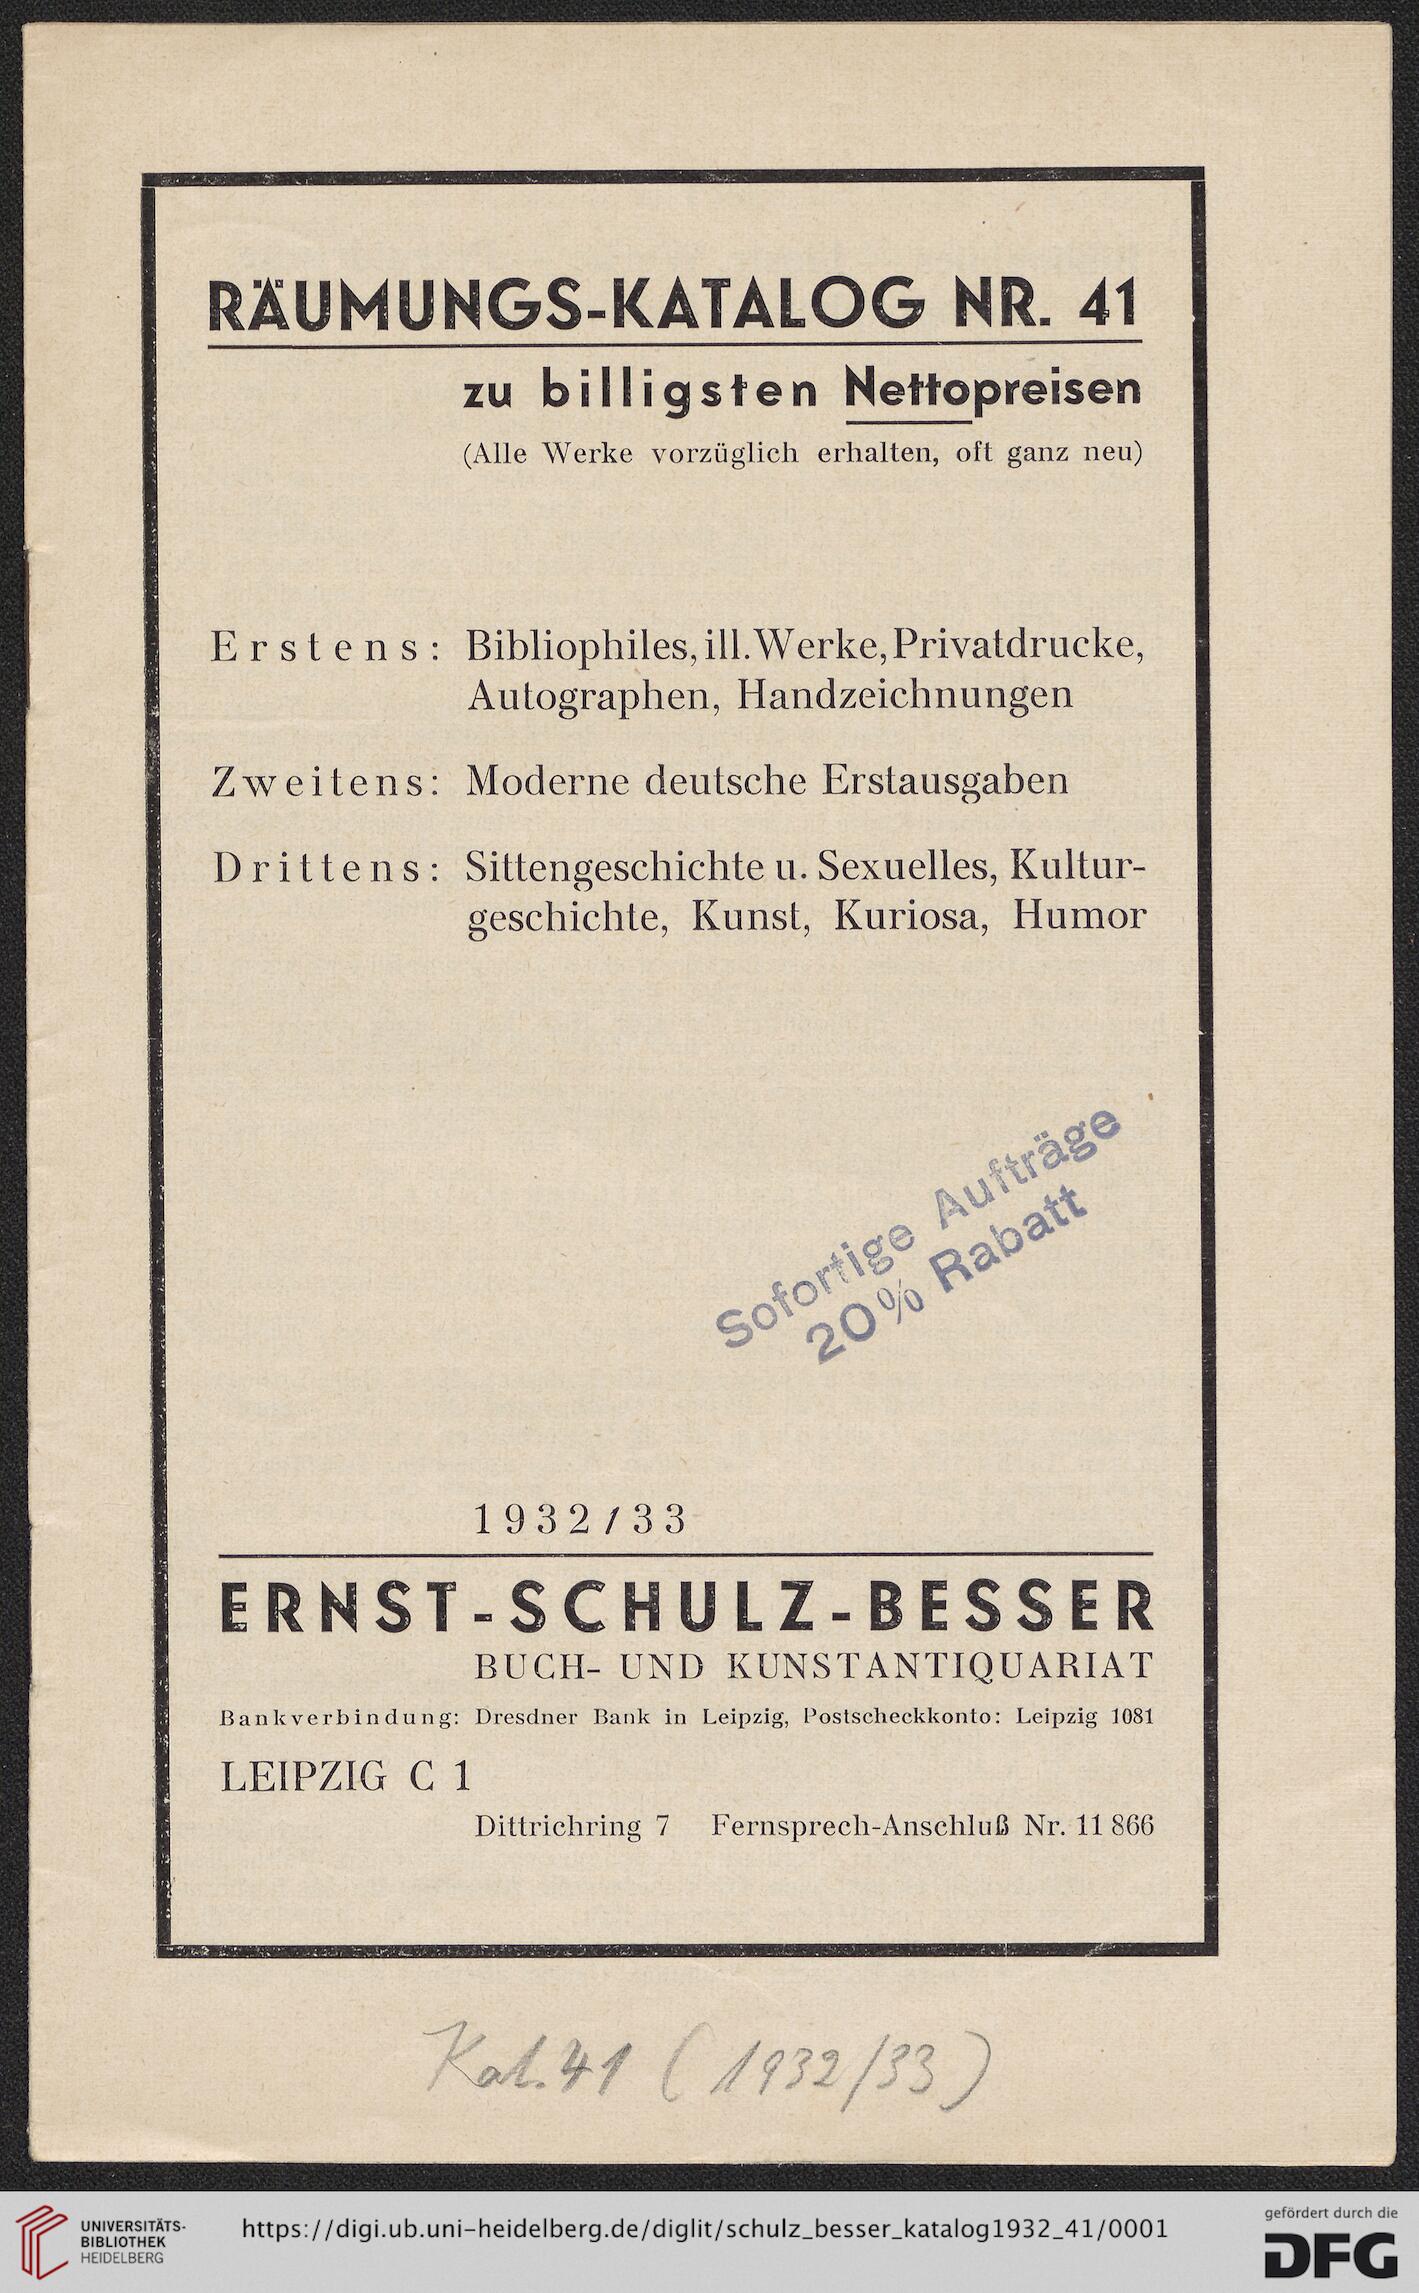 RÄUMUNGS-KATALOG NR. 41
zu billigsten Nettopreisen
(Alle Werke vorzüglich erhalten, oft ganz neu)
Erstens: Bibliophiles, ill. Werke, Privatdrucke,
Autographen, Handzeichnungen
Zweitens: Moderne deutsche Erstausgaben
Drittens: Sittengeschichte u. Sexuelles, Kultur-
geschichte, Kunst, Kuriosa, Humor
Sofortige Aufträge
20% Rabatt
1932/33
ERNST-SCHULZ-BESSER
BUCH- UND KUNSTANTIQUARIAT
Bankverbindung: Dresdner Bank in Leipzig, Postscheckkonto: Leipzig 1081
LEIPZIG C 1
Dittrichring 7 Fernsprech-Anschluß Nr. 11 866
Kat. 41 (1932/33)
UNIVERSITÄTS-
BIBLIOTHEK
HEIDELBERG
https://digi.ub.uni-heidelberg.de/diglit/schulz_besser_katalog1932_41/0001
gefördert durch die
DFG